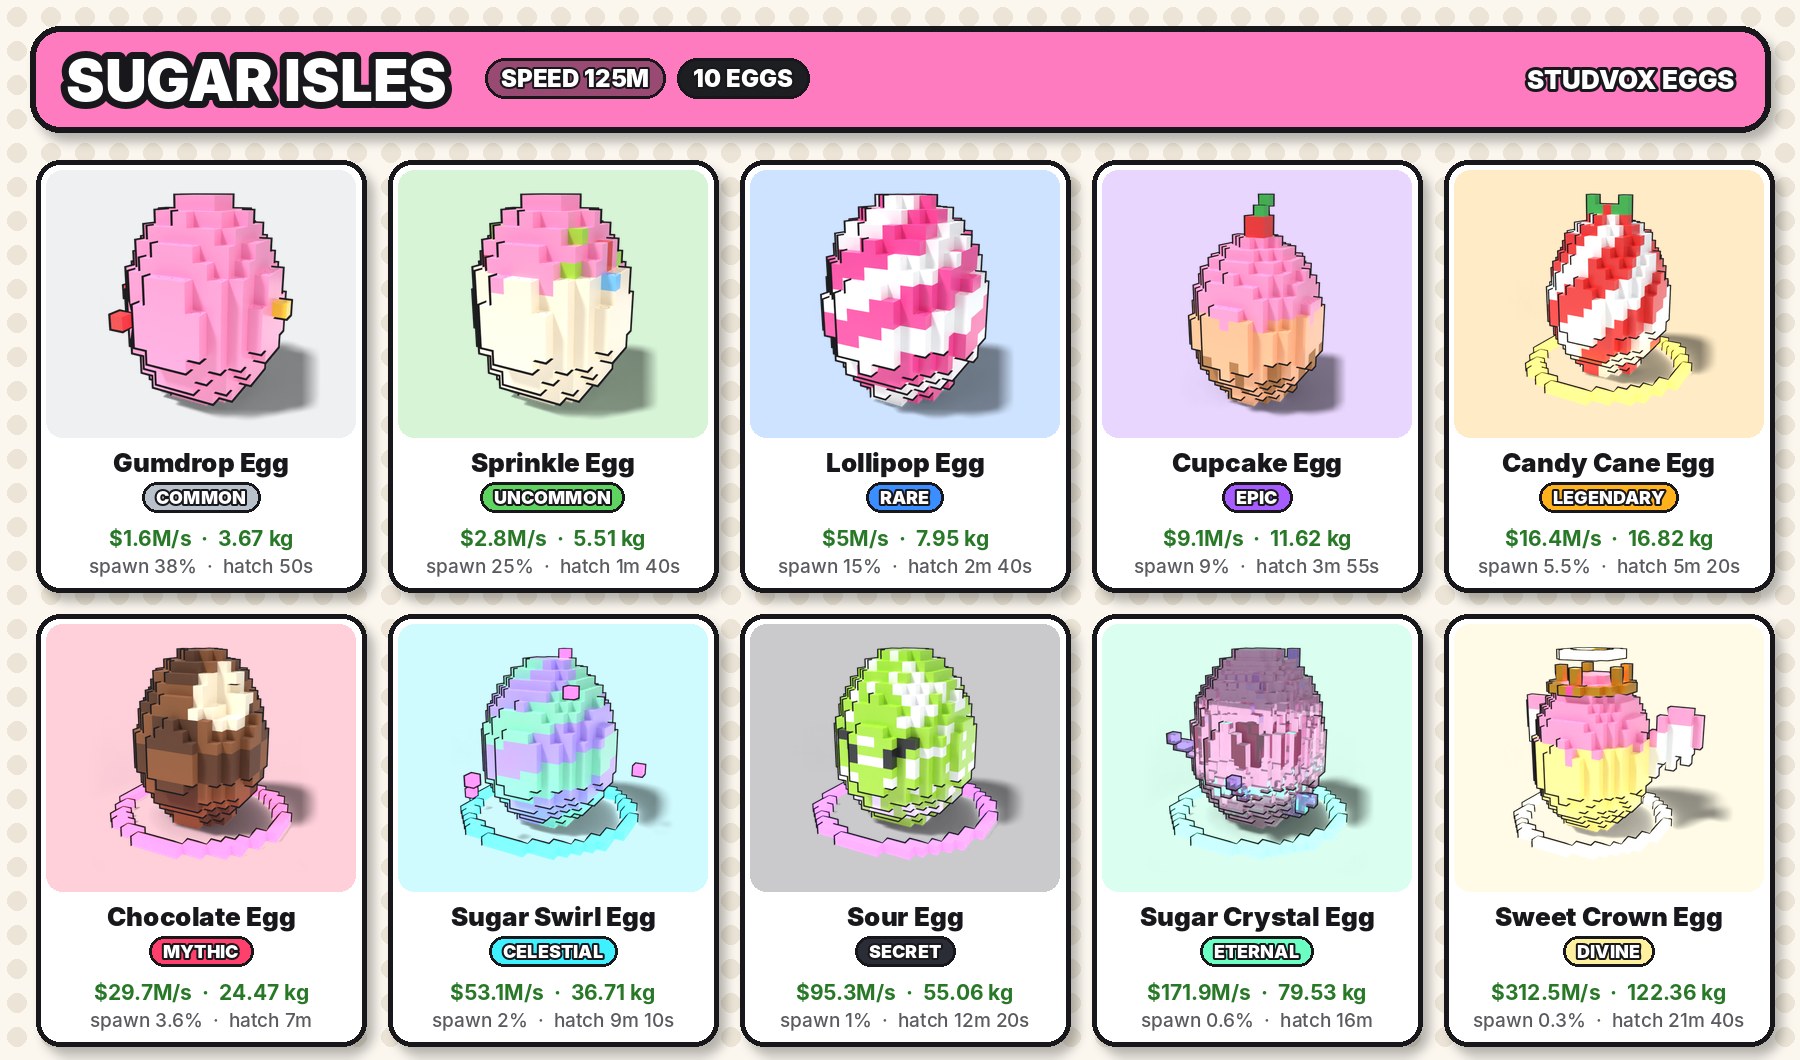 SUGAR ISLES
SPEED 125M
10 EGGS
STUDVOX EGGS
Gumdrop Egg
COMMON
$1.6M/s · 3.67 kg
spawn 38% · hatch 50s
Sprinkle Egg
UNCOMMON
$2.8M/s · 5.51 kg
spawn 25% · hatch 1m 40s
Lollipop Egg
RARE
$5M/s · 7.95 kg
spawn 15% · hatch 2m 40s
Cupcake Egg
EPIC
$9.1M/s · 11.62 kg
spawn 9% · hatch 3m 55s
Candy Cane Egg
LEGENDARY
$16.4M/s · 16.82 kg
spawn 5.5% · hatch 5m 20s
Chocolate Egg
MYTHIC
$29.7M/s · 24.47 kg
spawn 3.6% · hatch 7m
Sugar Swirl Egg
CELESTIAL
$53.1M/s · 36.71 kg
spawn 2% · hatch 9m 10s
Sour Egg
SECRET
$95.3M/s · 55.06 kg
spawn 1% · hatch 12m 20s
Sugar Crystal Egg
ETERNAL
$171.9M/s · 79.53 kg
spawn 0.6% · hatch 16m
Sweet Crown Egg
DIVINE
$312.5M/s · 122.36 kg
spawn 0.3% · hatch 21m 40s